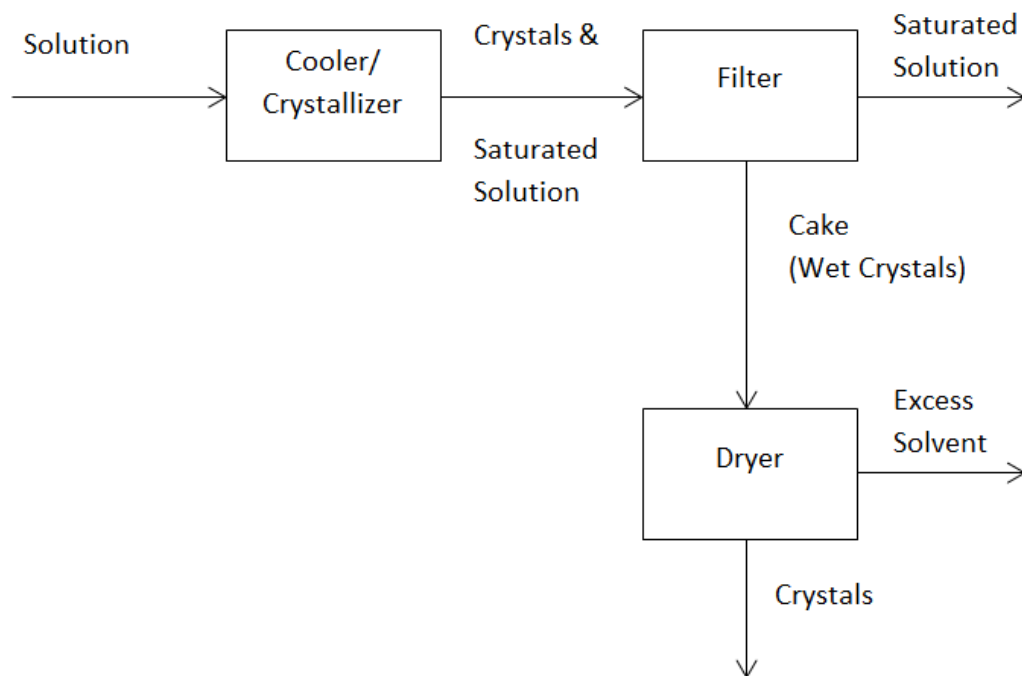 Solution
Cooler/
Crystallizer
Crystals &
Saturated
Solution
Filter
Saturated
Solution
Cake
(Wet Crystals)
Dryer
Excess
Solvent
Crystals